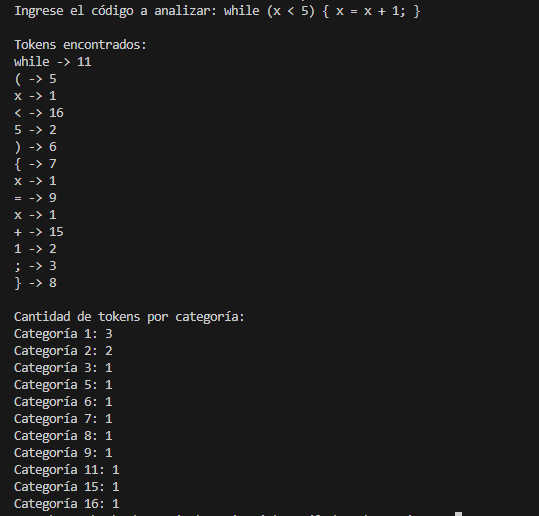 Ingrese el código a analizar: while (x < 5) { x = x + 1; }
Tokens encontrados:
while -> 11
( -> 5
x -> 1
< -> 16
5 -> 2
) -> 6
{ -> 7
x -> 1
= -> 9
x -> 1
+ -> 15
1 -> 2
; -> 3
} -> 8
Cantidad de tokens por categoría:
Categoría 1: 3
Categoría 2: 2
Categoría 3: 1
Categoría 5: 1
Categoría 6: 1
Categoría 7: 1
Categoría 8: 1
Categoría 9: 1
Categoría 11: 1
Categoría 15: 1
Categoría 16: 1